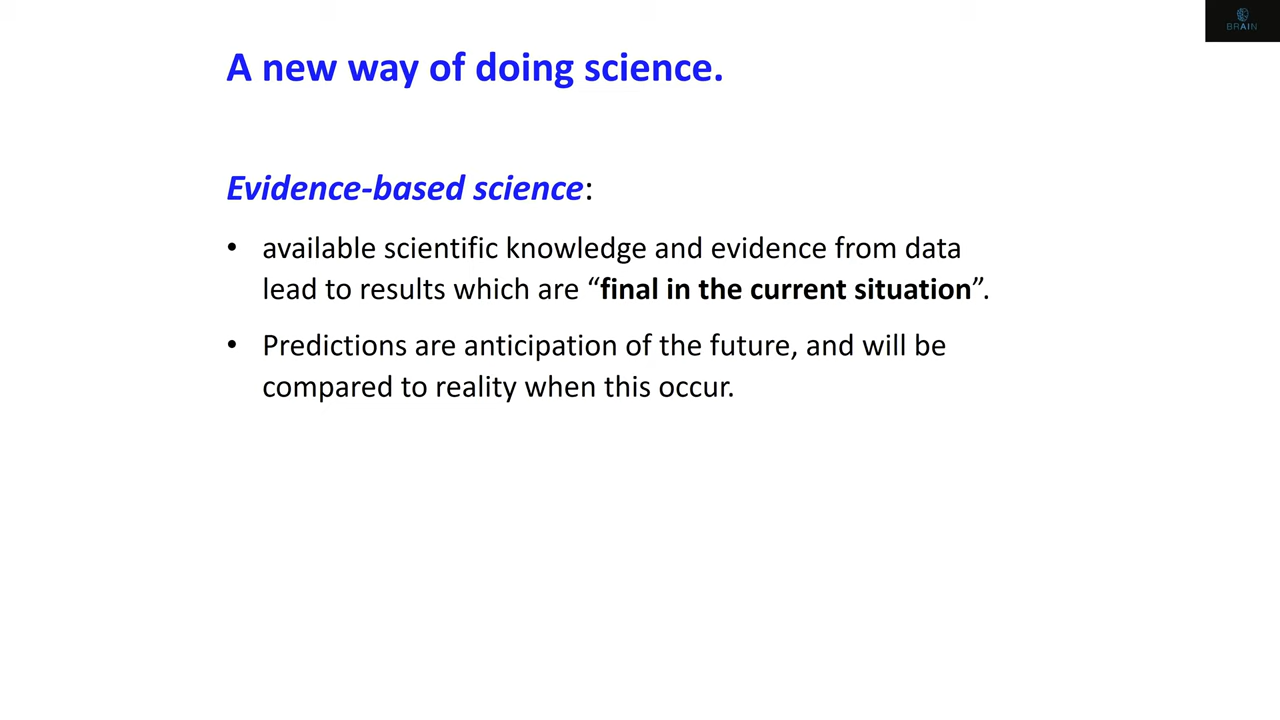 BRAIN
A new way of doing science.
Evidence-based science:
• available scientific knowledge and evidence from data
lead to results which are “final in the current situation”.
• Predictions are anticipation of the future, and will be
compared to reality when this occur.